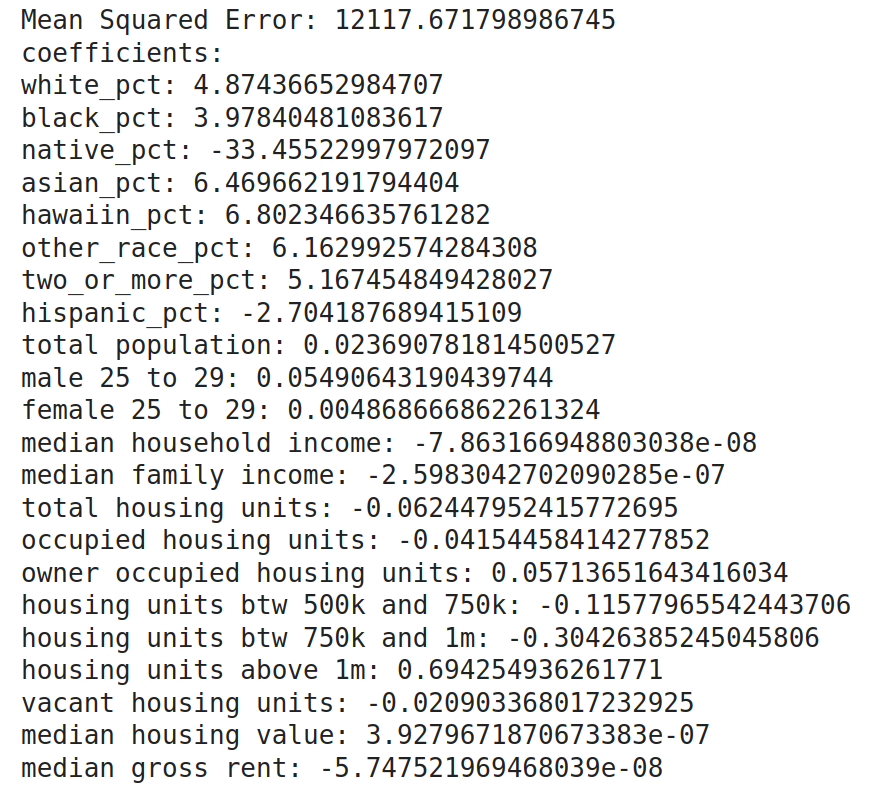 Mean Squared Error: 12117.671798986745
coefficients:
white_pct: 4.87436652984707
black_pct: 3.97840481083617
native_pct: -33.45522997972097
asian_pct: 6.469662191794404
hawaiin_pct: 6.802346635761282
other_race_pct: 6.162992574284308
two_or_more_pct: 5.167454849428027
hispanic_pct: -2.704187689415109
total population: 0.023690781814500527
male 25 to 29: 0.05490643190439744
female 25 to 29: 0.004868666862261324
median household income: -7.863166948803038e-08
median family income: -2.5983042702090285e-07
total housing units: -0.062447952415772695
occupied housing units: -0.04154458414277852
owner occupied housing units: 0.05713651643416034
housing units btw 500k and 750k: -0.11577965542443706
housing units btw 750k and 1m: -0.30426385245045806
housing units above 1m: 0.694254936261771
vacant housing units: -0.020903368017232925
median housing value: 3.9279671870673383e-07
median gross rent: -5.747521969468039e-08